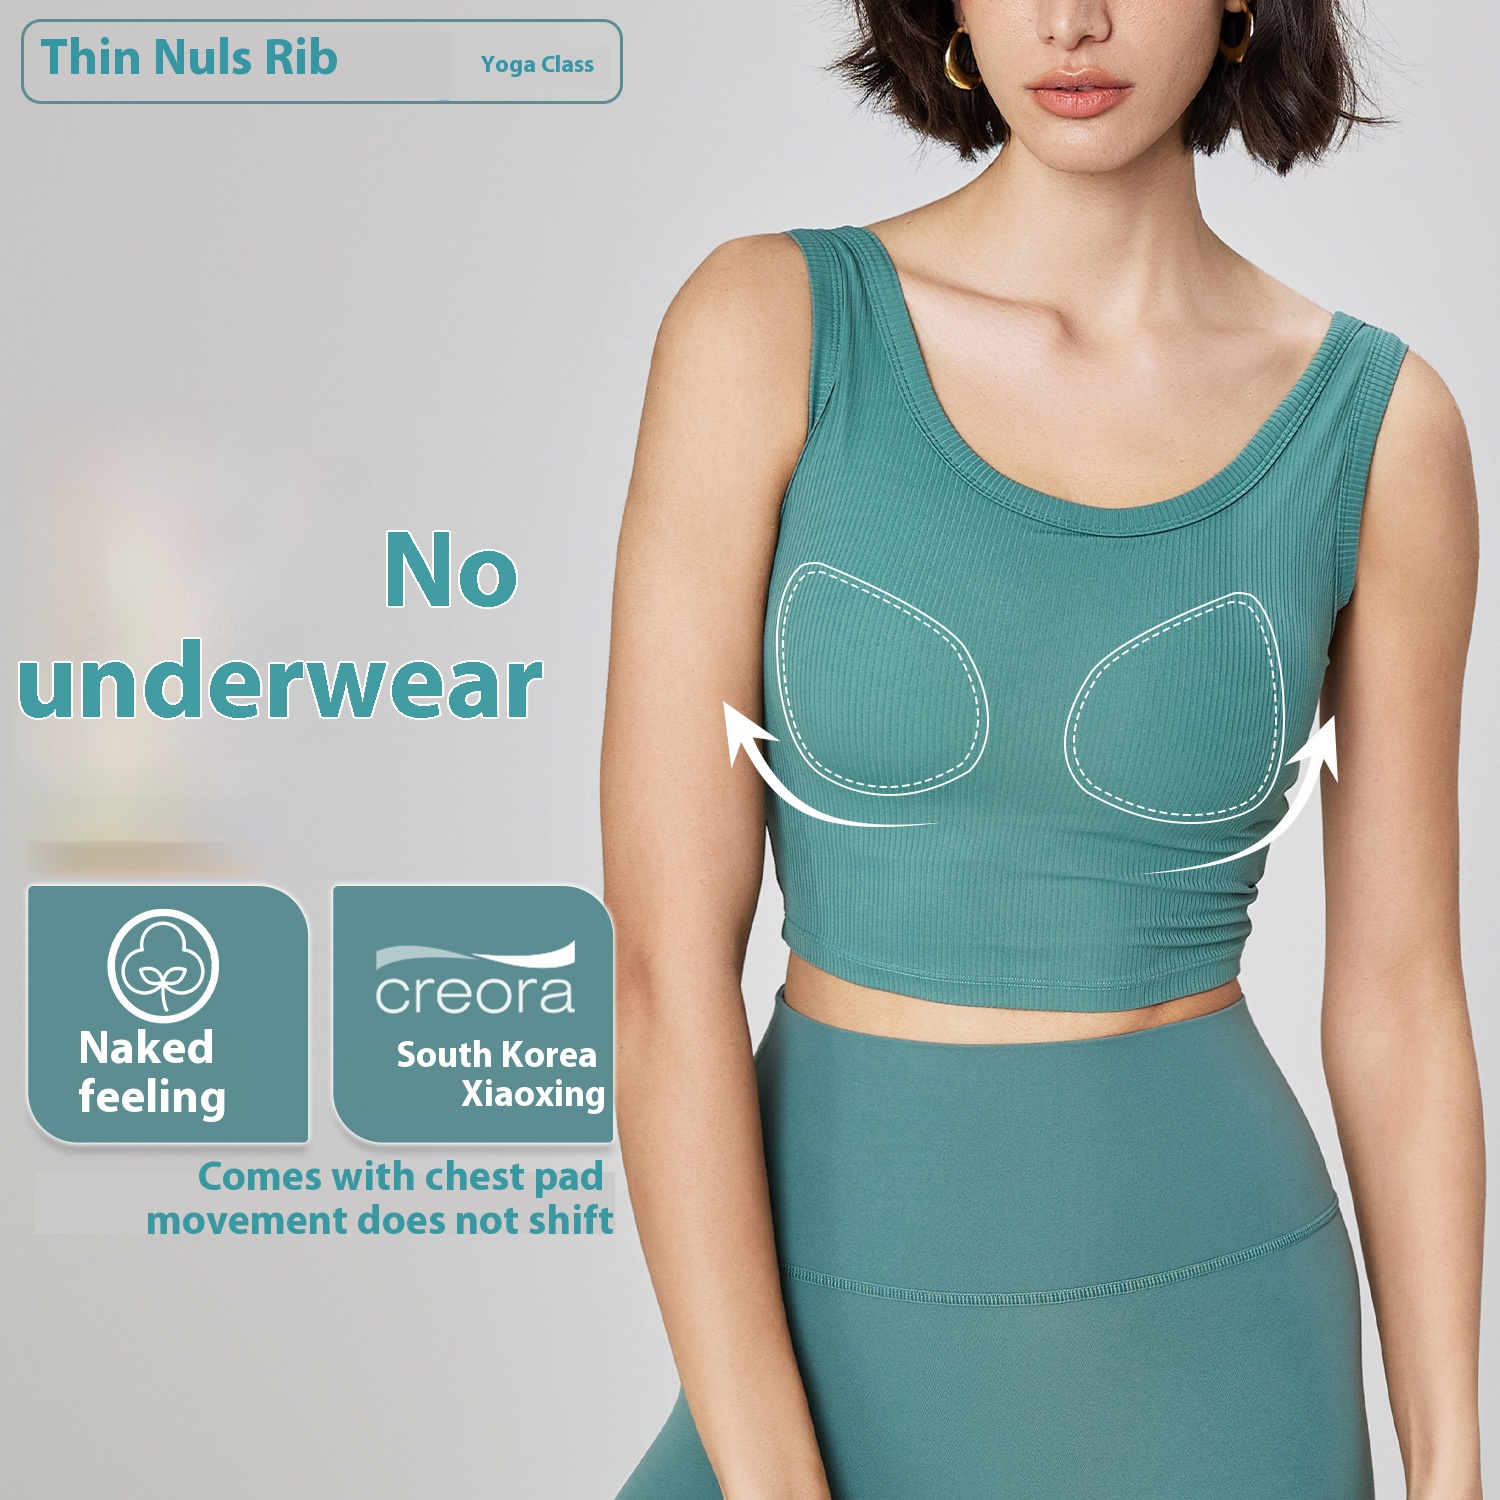 Thin Nuls Rib
Yoga Class
No
underwear
Naked
feeling
creora
South Korea
Xiaoxing
Comes with chest pad
movement does not shift